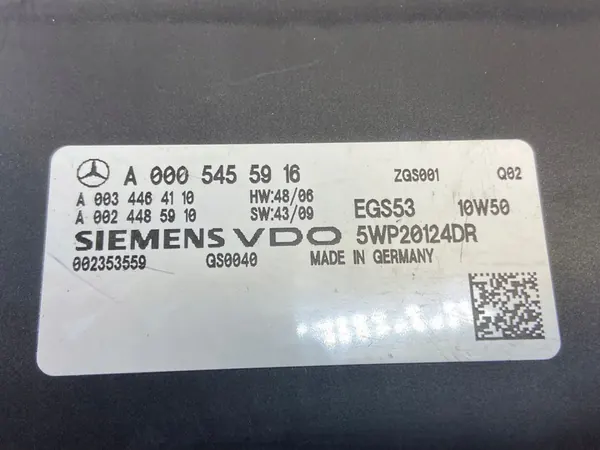 A 000 545 59 16 ZGS001 Q02
A 003 446 41 10 HW:48/06
A 002 448 59 10 SW:43/09 EGS53 10W50
SIEMENS VDO 5WP20124DR
002353559 GS0040 MADE IN GERMANY